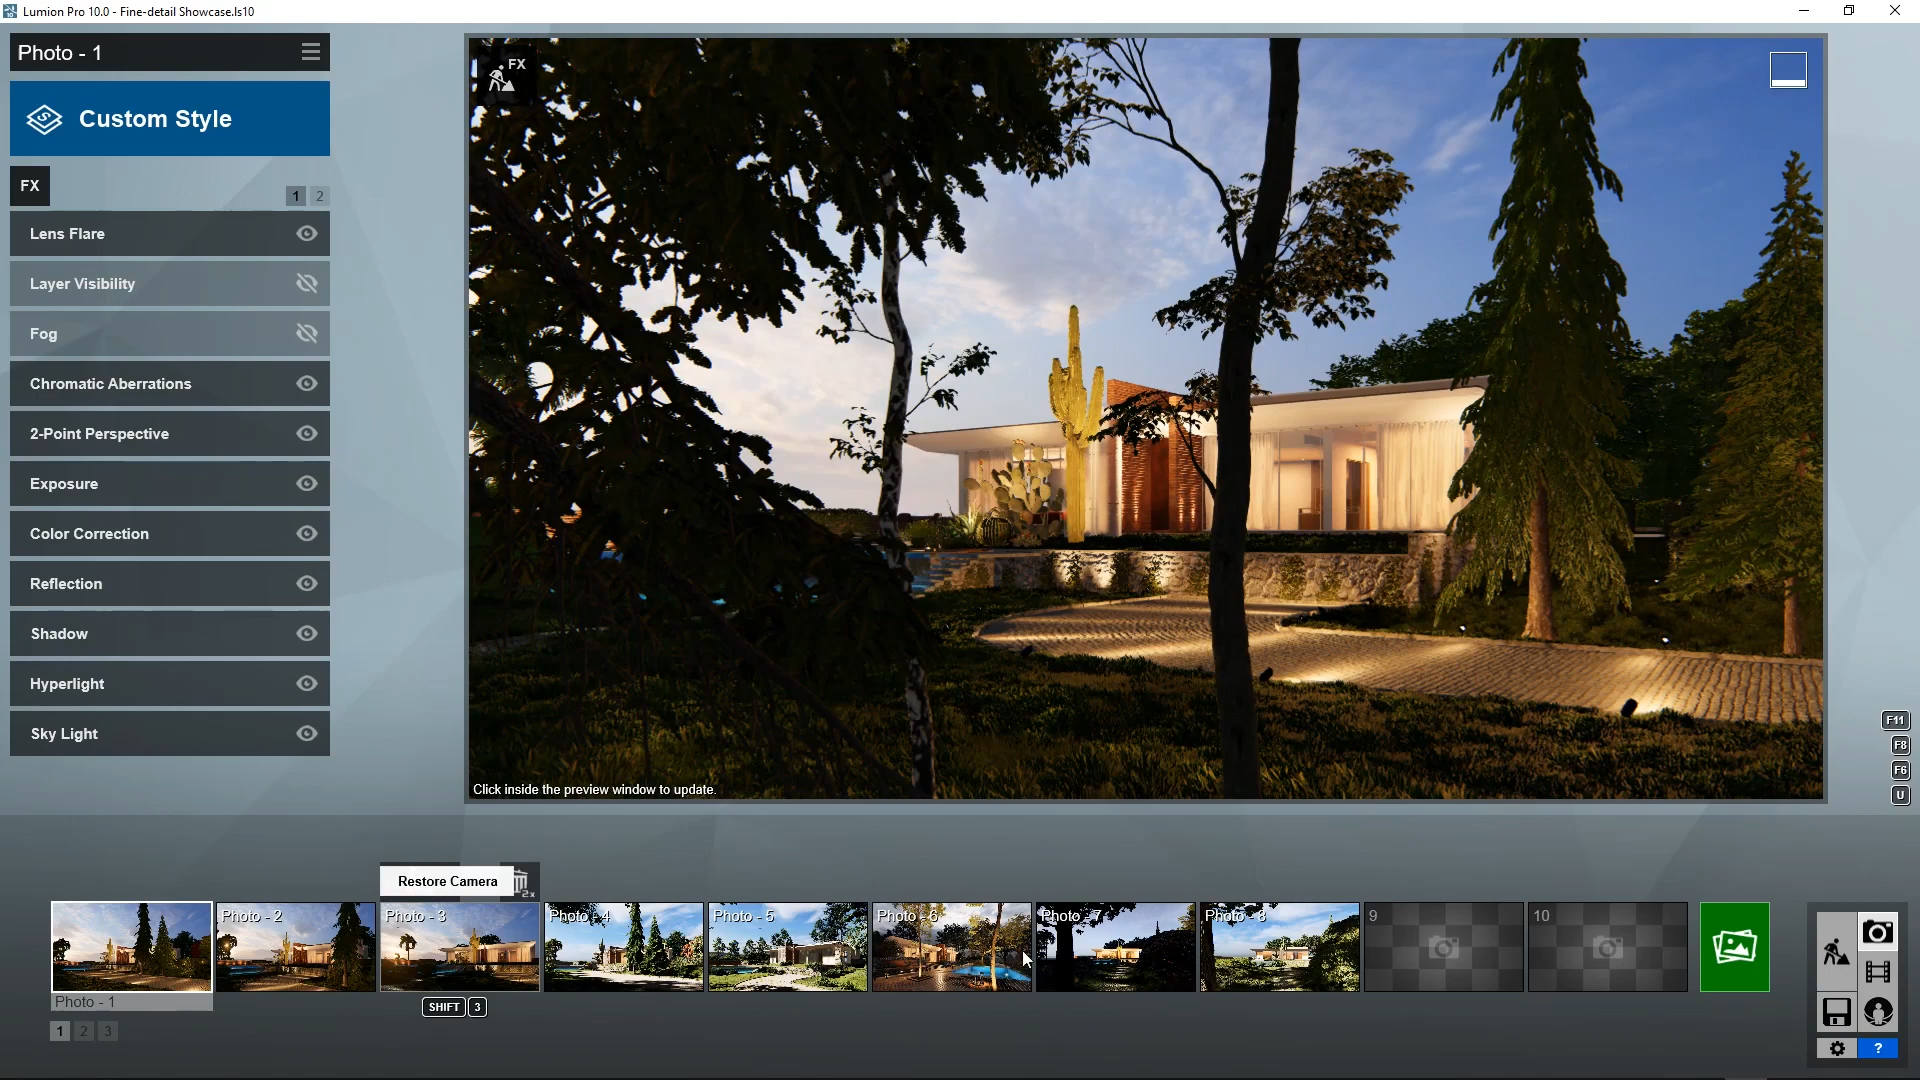 Lumion Pro 10.0 - Fine-detail Showcase.ls10
Photo - 1
Custom Style
FX
1 2
Lens Flare
Layer Visibility
Fog
Chromatic Aberrations
2-Point Perspective
Exposure
Color Correction
Reflection
Shadow
Hyperlight
Sky Light
FX
Click inside the preview window to update.
F11
F8
F6
U
Restore Camera
2x
Photo - 2
Photo - 3
Photo - 4
Photo - 5
Photo - 6
Photo - 7
Photo - 8
9
10
Photo - 1
SHIFT 3
1 2 3
?